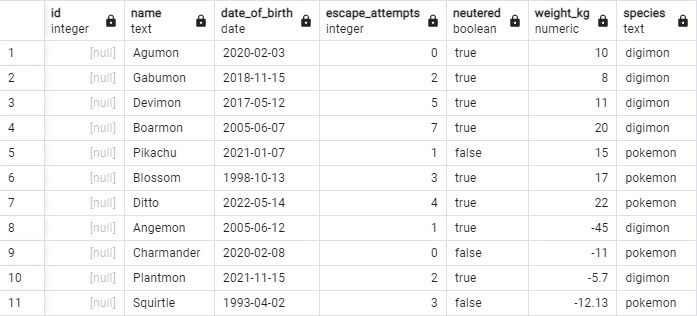 id name date_of_birth escape_attempts neutered weight_kg species
integer text date integer boolean numeric text
1 [null] Agumon 2020-02-03 0 true 10 digimon
2 [null] Gabumon 2018-11-15 2 true 8 digimon
3 [null] Devimon 2017-05-12 5 true 11 digimon
4 [null] Boarmon 2005-06-07 7 true 20 digimon
5 [null] Pikachu 2021-01-07 1 false 15 pokemon
6 [null] Blossom 1998-10-13 3 true 17 pokemon
7 [null] Ditto 2022-05-14 4 true 22 pokemon
8 [null] Angemon 2005-06-12 1 true -45 digimon
9 [null] Charmander 2020-02-08 0 false -11 pokemon
10 [null] Plantmon 2021-11-15 2 true -5.7 digimon
11 [null] Squirtle 1993-04-02 3 false -12.13 pokemon